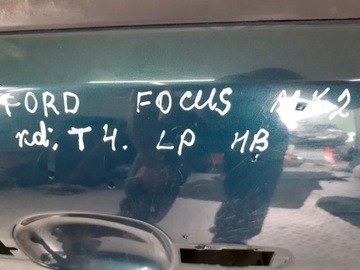 FORD FOCUS MK2
kdi, T4. LP HB